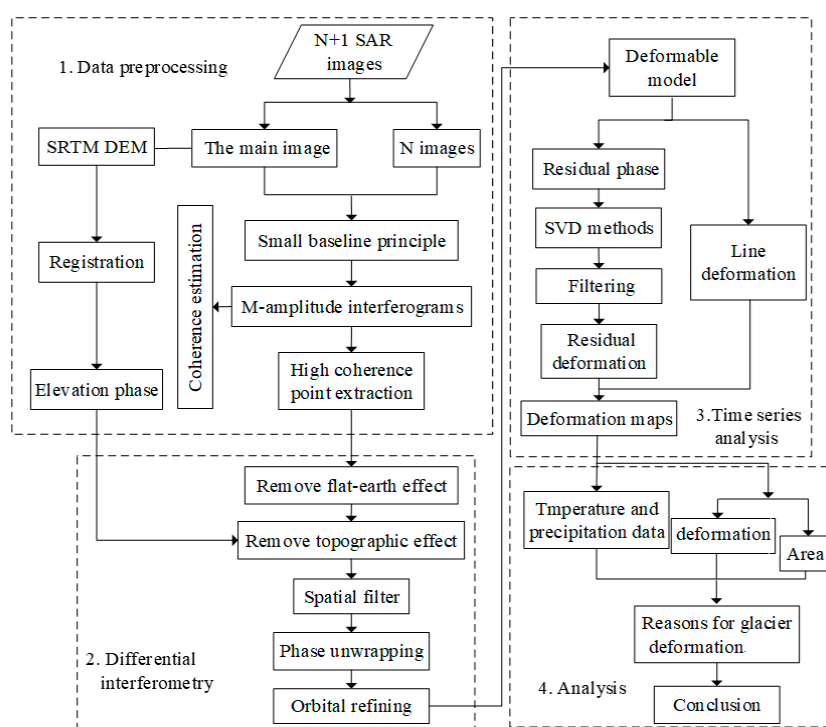 N+1 SAR
images
1. Data preprocessing
SRTM DEM
The main image
N images
Small baseline principle
Registration
Coherence estimation
M-amplitude interferograms
High coherence
point extraction
Elevation phase
Remove flat-earth effect
Remove topographic effect
Spatial filter
Phase unwrapping
2. Differential
interferometry
Orbital refining
Deformable
model
Residual phase
SVD methods
Line
deformation
Filtering
Residual
deformation
Deformation maps
3.Time series
analysis
Tmperature and
precipitation data
deformation
Area
Reasons for glacier
deformation
4. Analysis
Conclusion